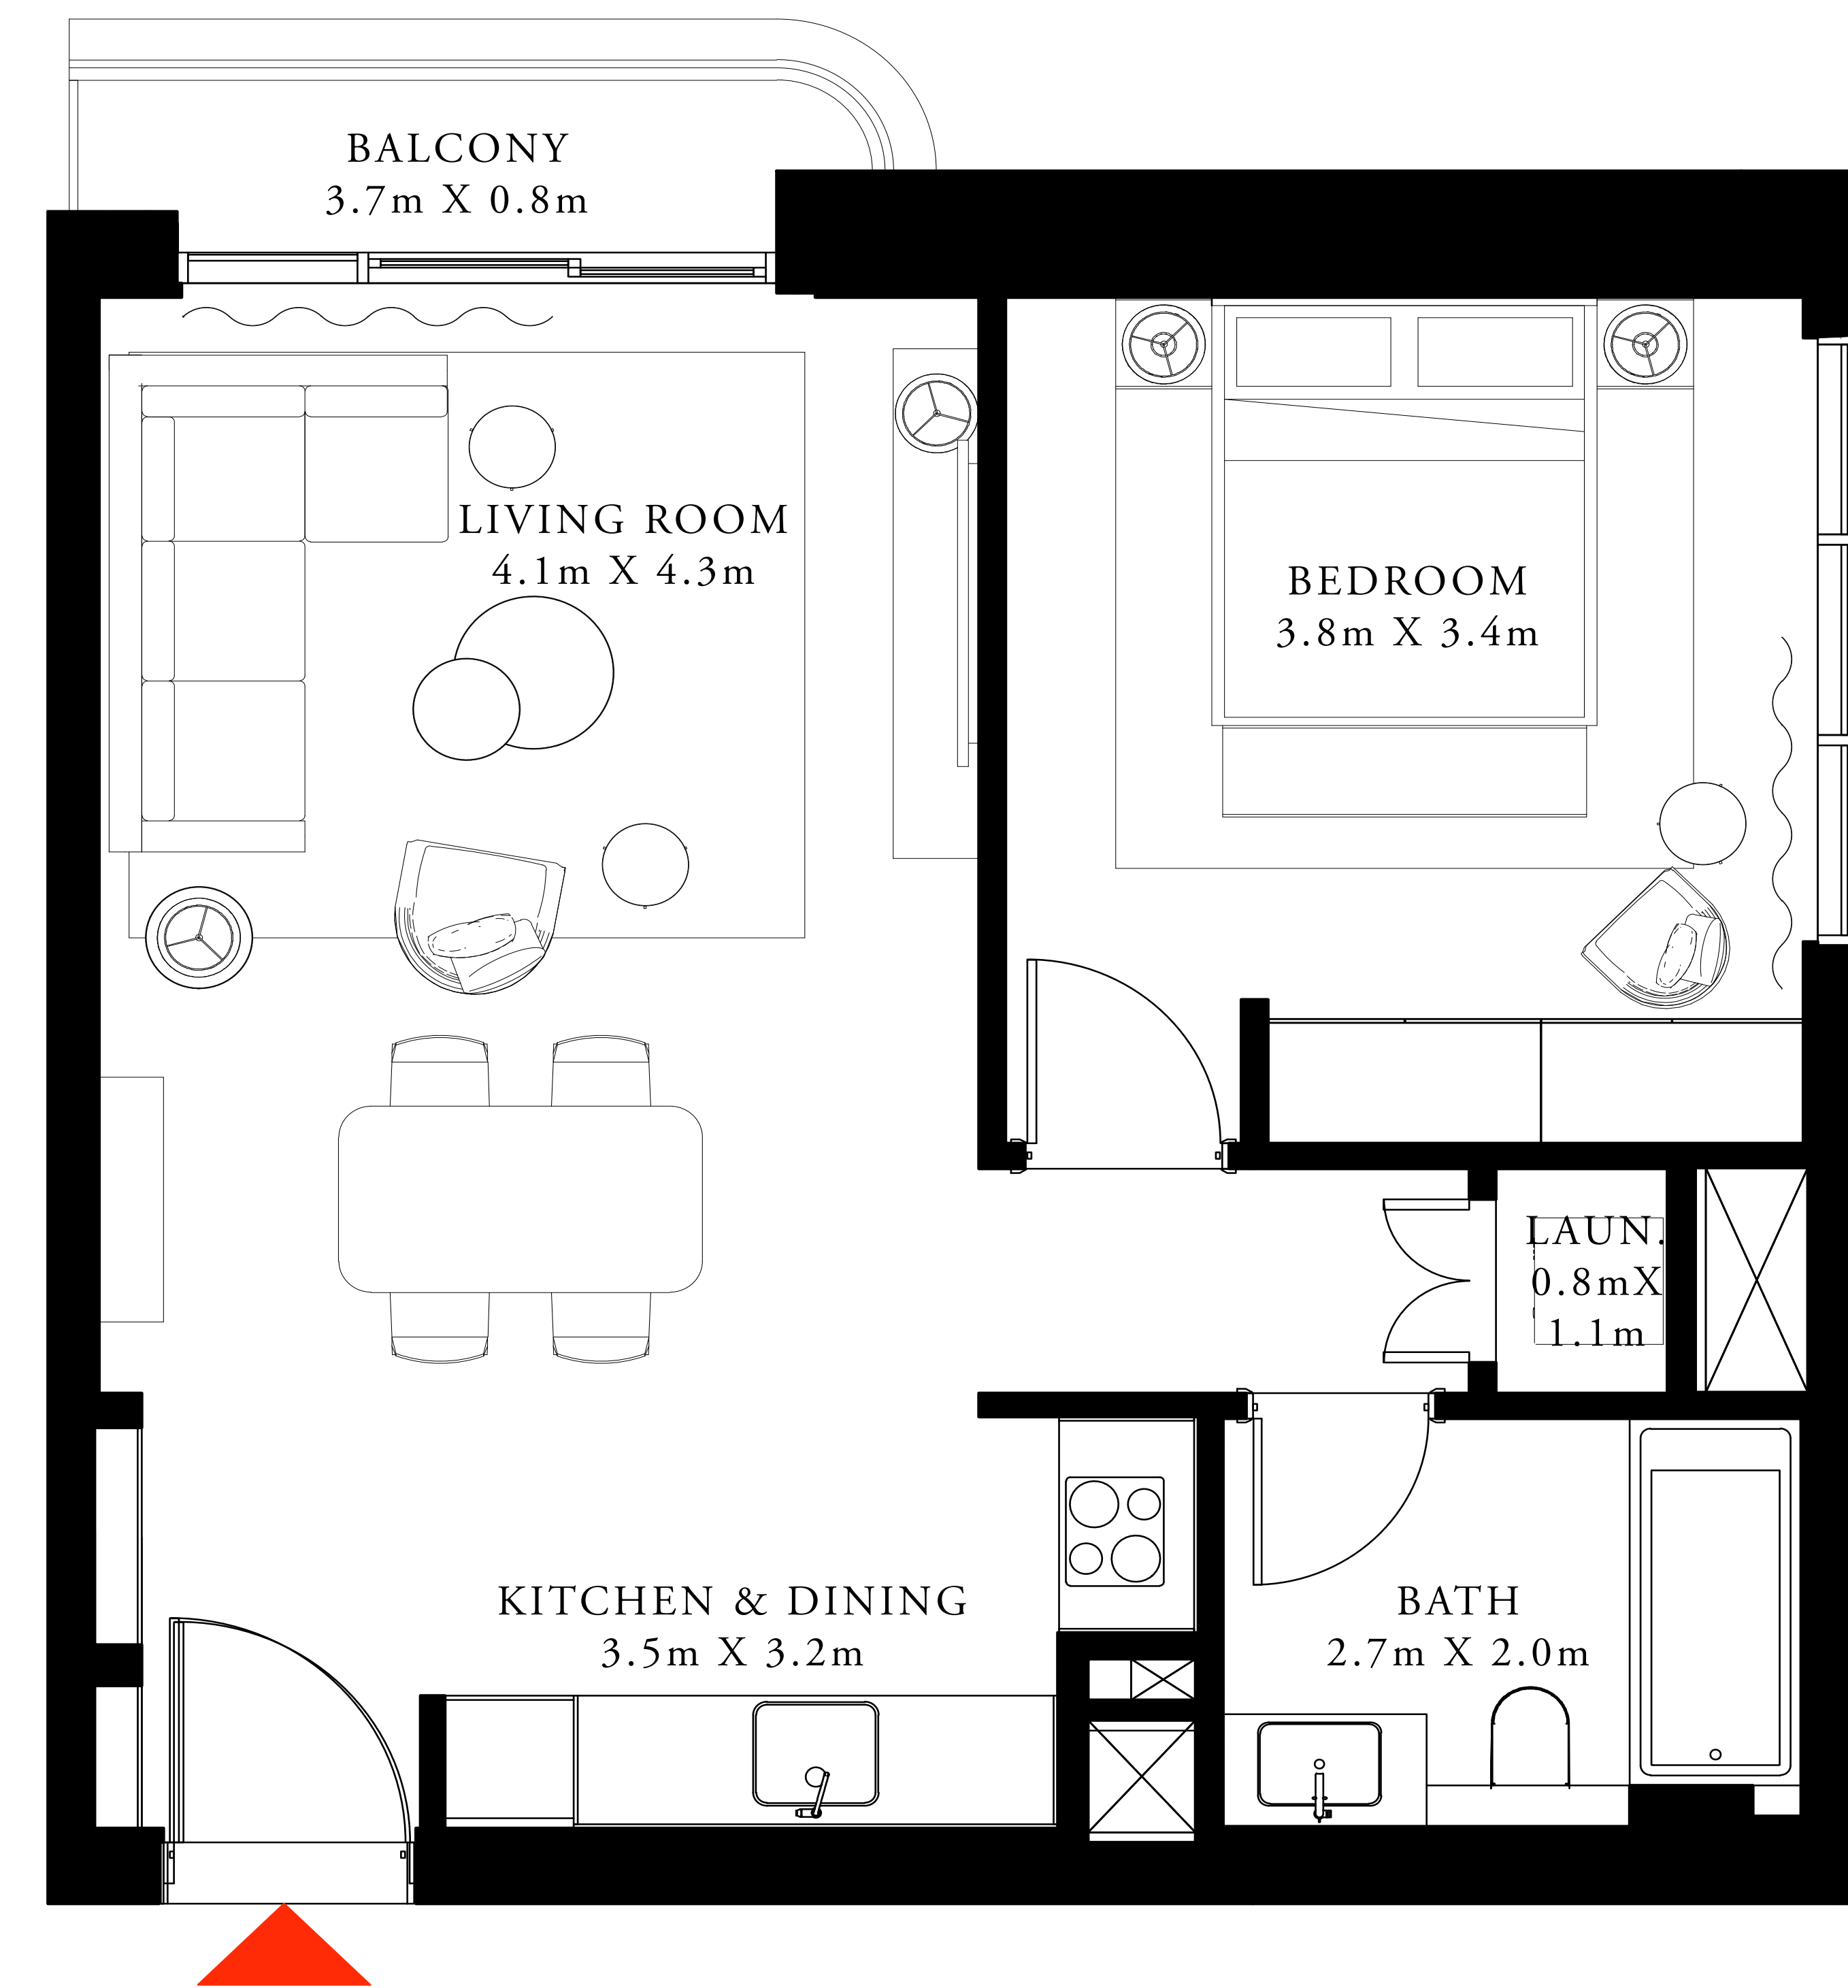 BALCONY
3.7m X 0.8m
LIVING ROOM
4.1m X 4.3m
BEDROOM
3.8m X 3.4m
LAUN.
0.8mX
1.1m
KITCHEN & DINING
3.5m X 3.2m
BATH
2.7m X 2.0m